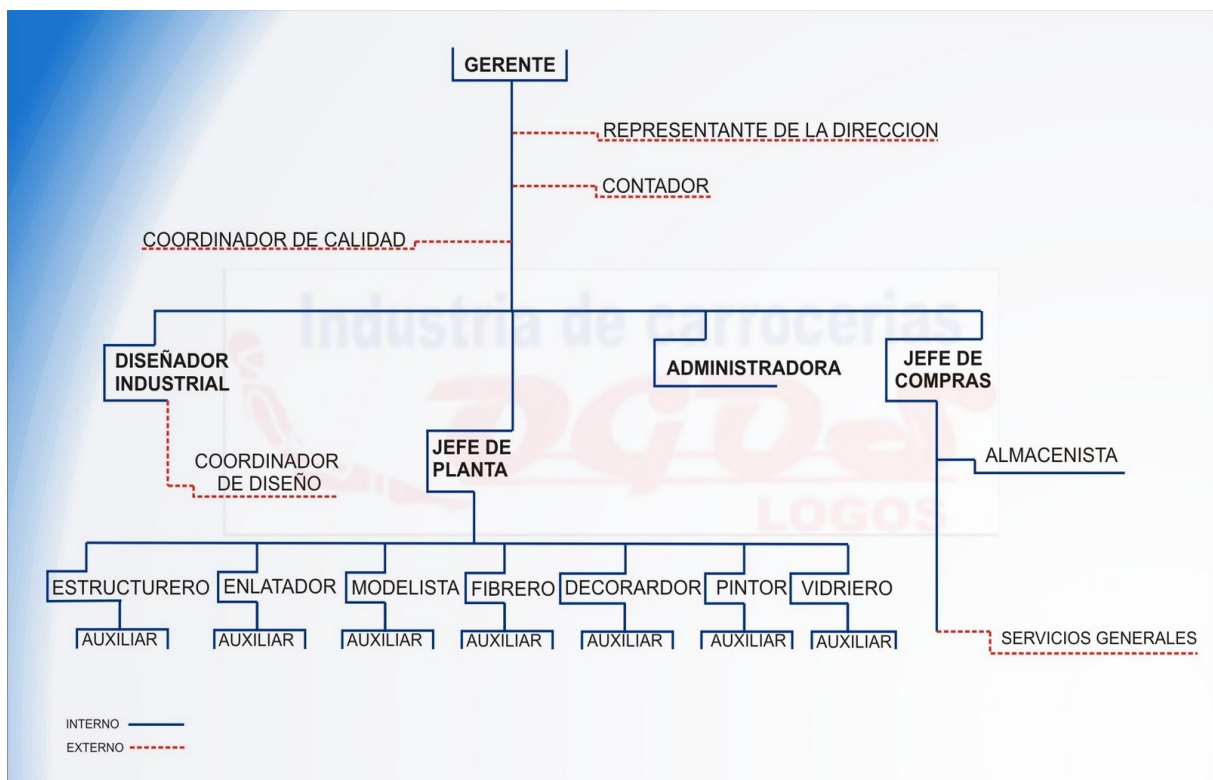 GERENTE
REPRESENTANTE DE LA DIRECCION
CONTADOR
COORDINADOR DE CALIDAD
Industria de carrocerias
DISEÑADOR
INDUSTRIAL
ADMINISTRADORA
JEFE DE
COMPRAS
DGDS
LOGOS
JEFE DE
PLANTA
COORDINADOR
DE DISEÑO
ALMACENISTA
ESTRUCTURERO
ENLATADOR
MODELISTA
FIBRERO
DECORARDOR
PINTOR
VIDRIERO
AUXILIAR
AUXILIAR
AUXILIAR
AUXILIAR
AUXILIAR
AUXILIAR
AUXILIAR
SERVICIOS GENERALES
INTERNO
EXTERNO